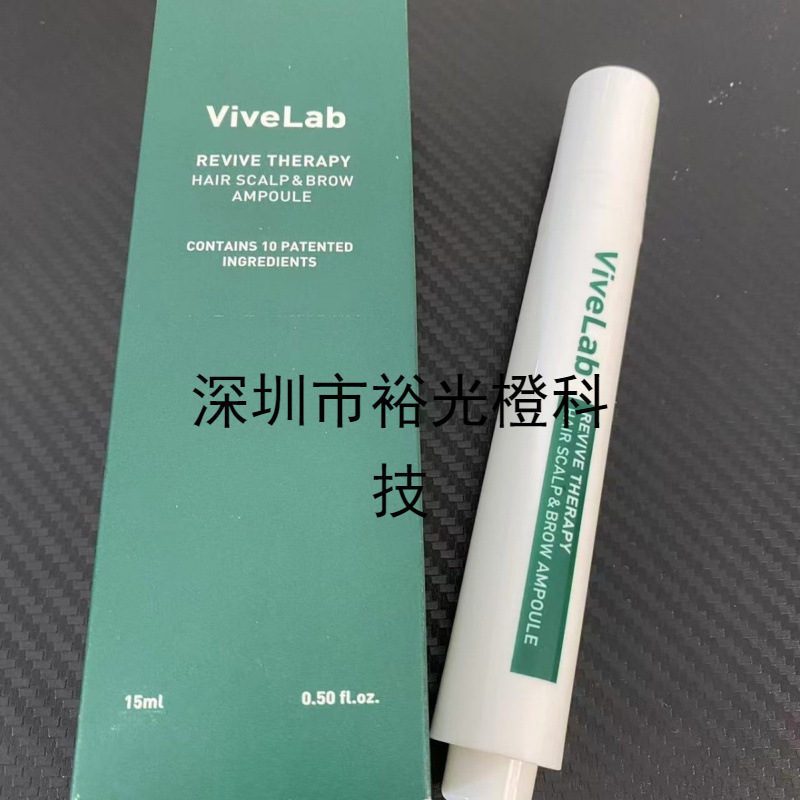 ViveLab
REVIVE THERAPY
HAIR SCALP & BROW
AMPOULE
CONTAINS 10 PATENTED
INGREDIENTS
15ml
0.50 fl.oz.
ViveLab
REVIVE THERAPY
HAIR SCALP & BROW AMPOULE
深圳市裕光橙科
技